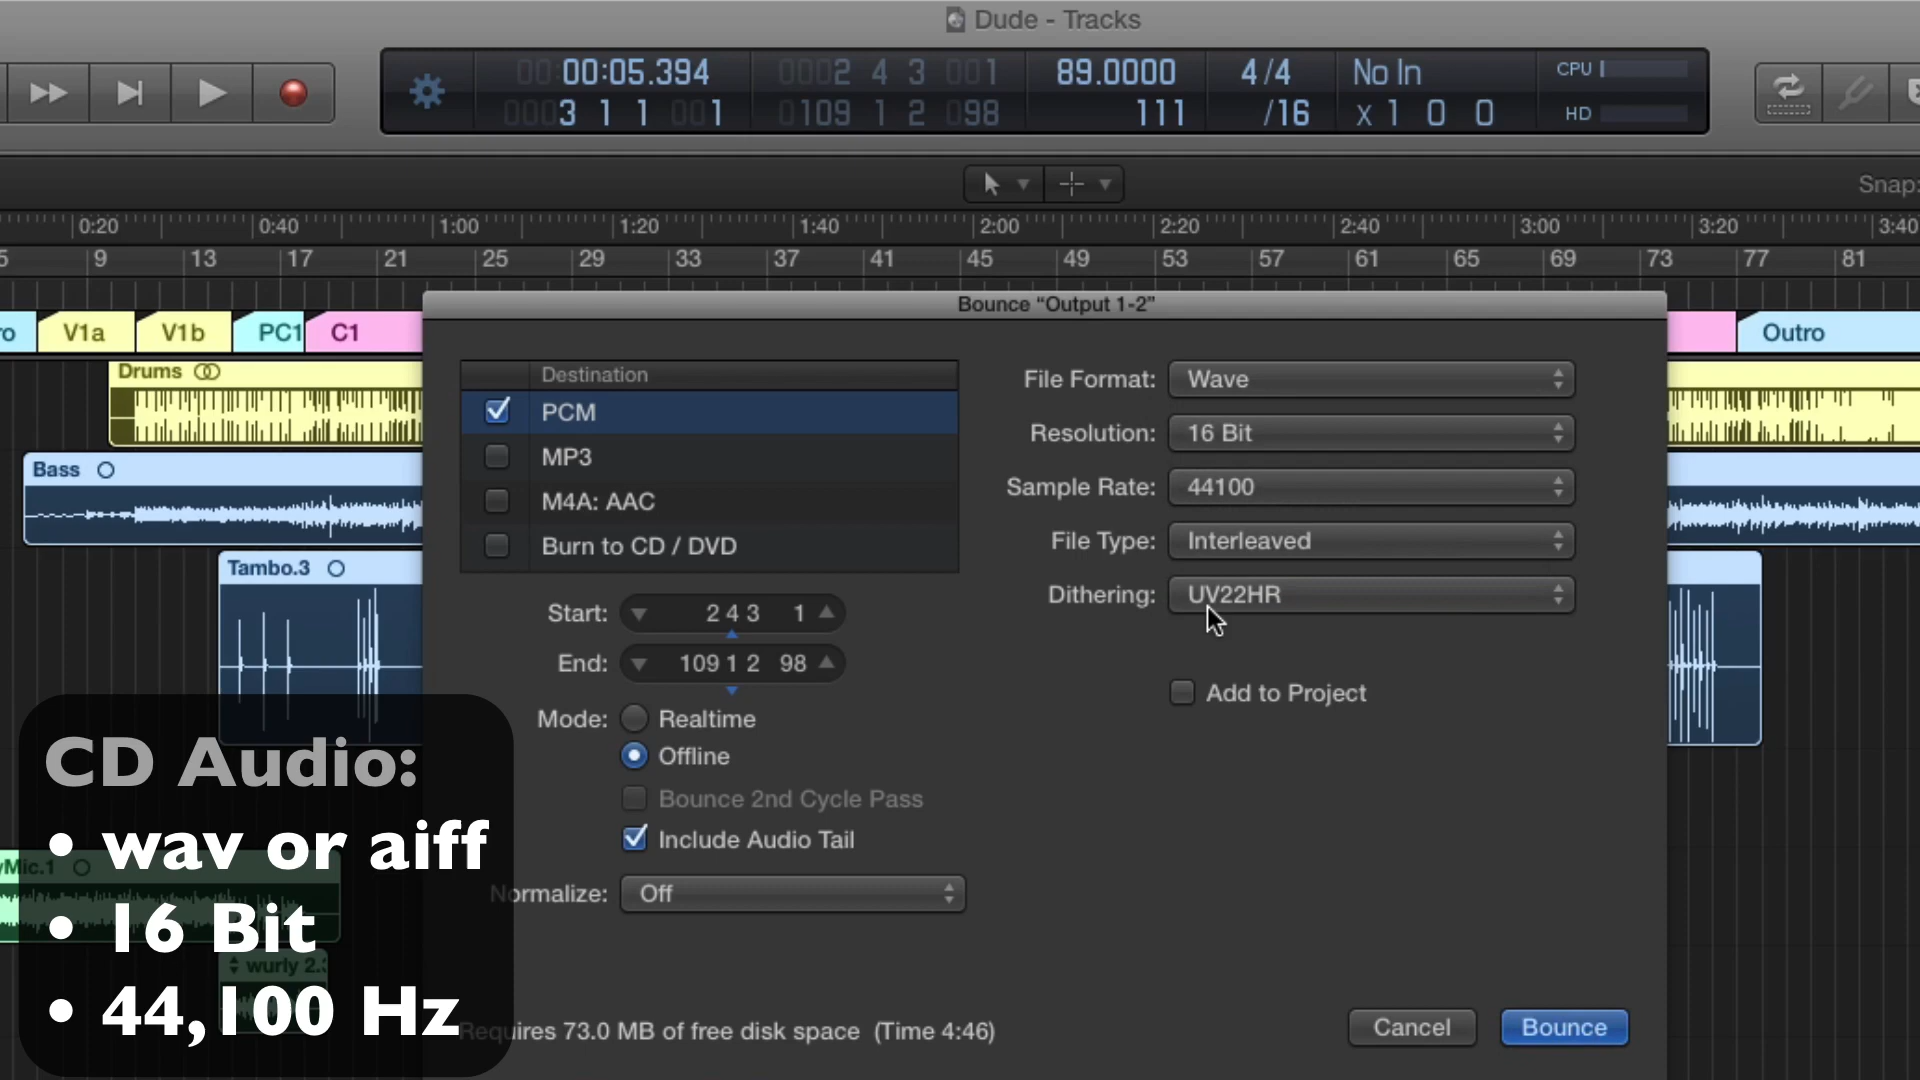 Dude - Tracks
00:00:05.394
0002 4 3 001
89.0000
4/4
No In
CPU
0003 1 1 001
0109 1 2 098
111
/16
x 1 0 0
HD
Snap:
0:20 0:40 1:00 1:20 1:40 2:00 2:20 2:40 3:00 3:20 3:40
5 9 13 17 21 25 29 33 37 41 45 49 53 57 61 65 69 73 77 81
Bounce “Output 1-2”
ro V1a V1b PC1 C1 Outro
Drums
Bass
Tambo.3
Destination
PCM
MP3
M4A: AAC
Burn to CD / DVD
File Format: Wave
Resolution: 16 Bit
Sample Rate: 44100
File Type: Interleaved
Dithering: UV22HR
Add to Project
Start: 2 4 3 1
End: 109 1 2 98
Mode: Realtime
Offline
Bounce 2nd Cycle Pass
Include Audio Tail
Normalize: Off
CD Audio:
• wav or aiff
• 16 Bit
• 44,100 Hz
yMic.1
wurly 2.
Requires 73.0 MB of free disk space (Time 4:46)
Cancel
Bounce